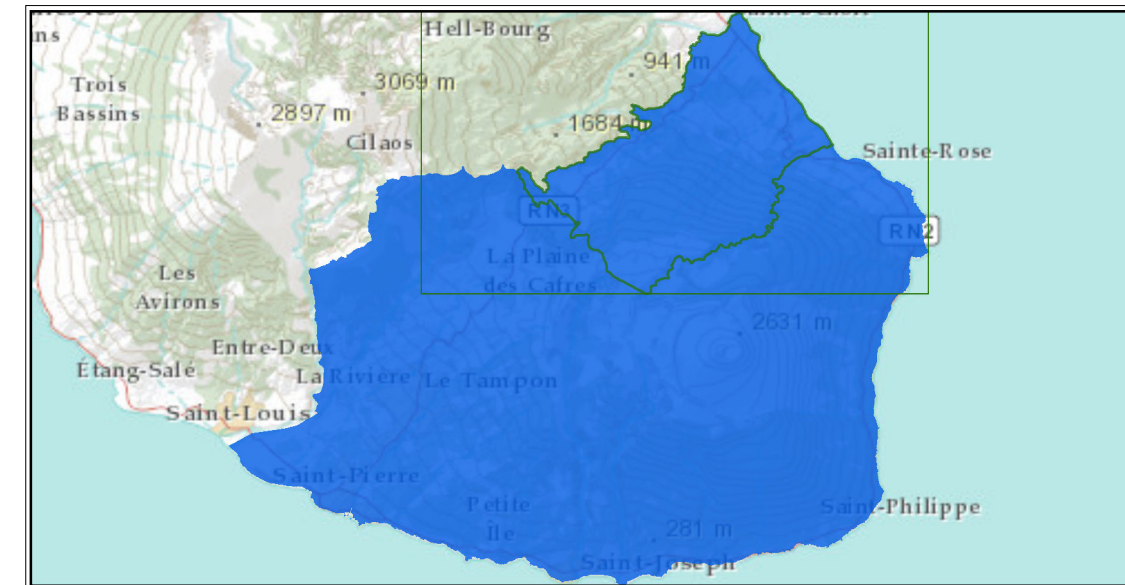 Hell-Bourg
ns
941 m
Trois
Bassins
3069 m
2897 m
1684 m
Cilaos
Sainte-Rose
RN3
RN2
La Plaine
des Cafres
Les
Avirons
2631 m
Entre-Deux
Étang-Salé
La Rivière
Le Tampon
Saint-Louis
Saint-Pierre
Petite
Île
Saint-Philippe
281 m
Saint-Joseph